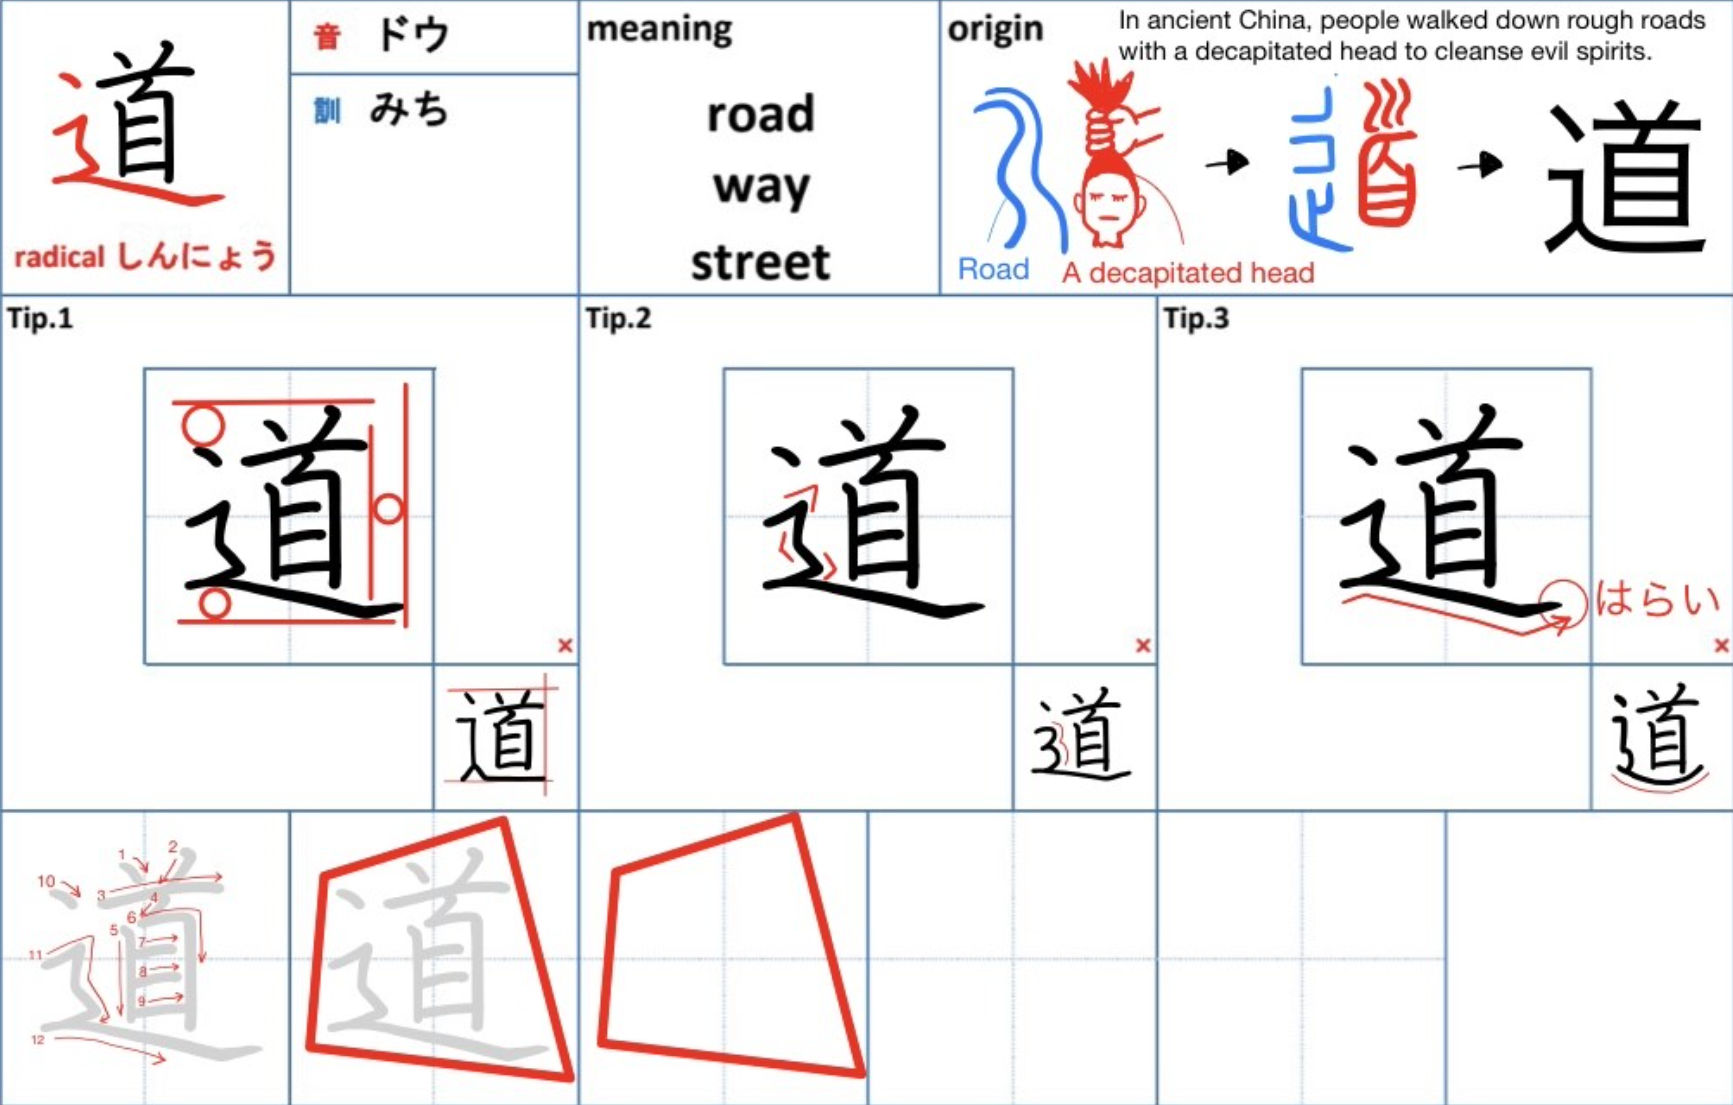 道
radical しんにょう
音 ドウ
訓 みち
meaning
road
way
street
origin
In ancient China, people walked down rough roads
with a decapitated head to cleanse evil spirits.
Road
A decapitated head
道
Tip.1
道
×
道
Tip.2
道
×
道
Tip.3
道
はらい
×
道
道
1
2
3
4
5
6
7
8
9
10
11
12
道